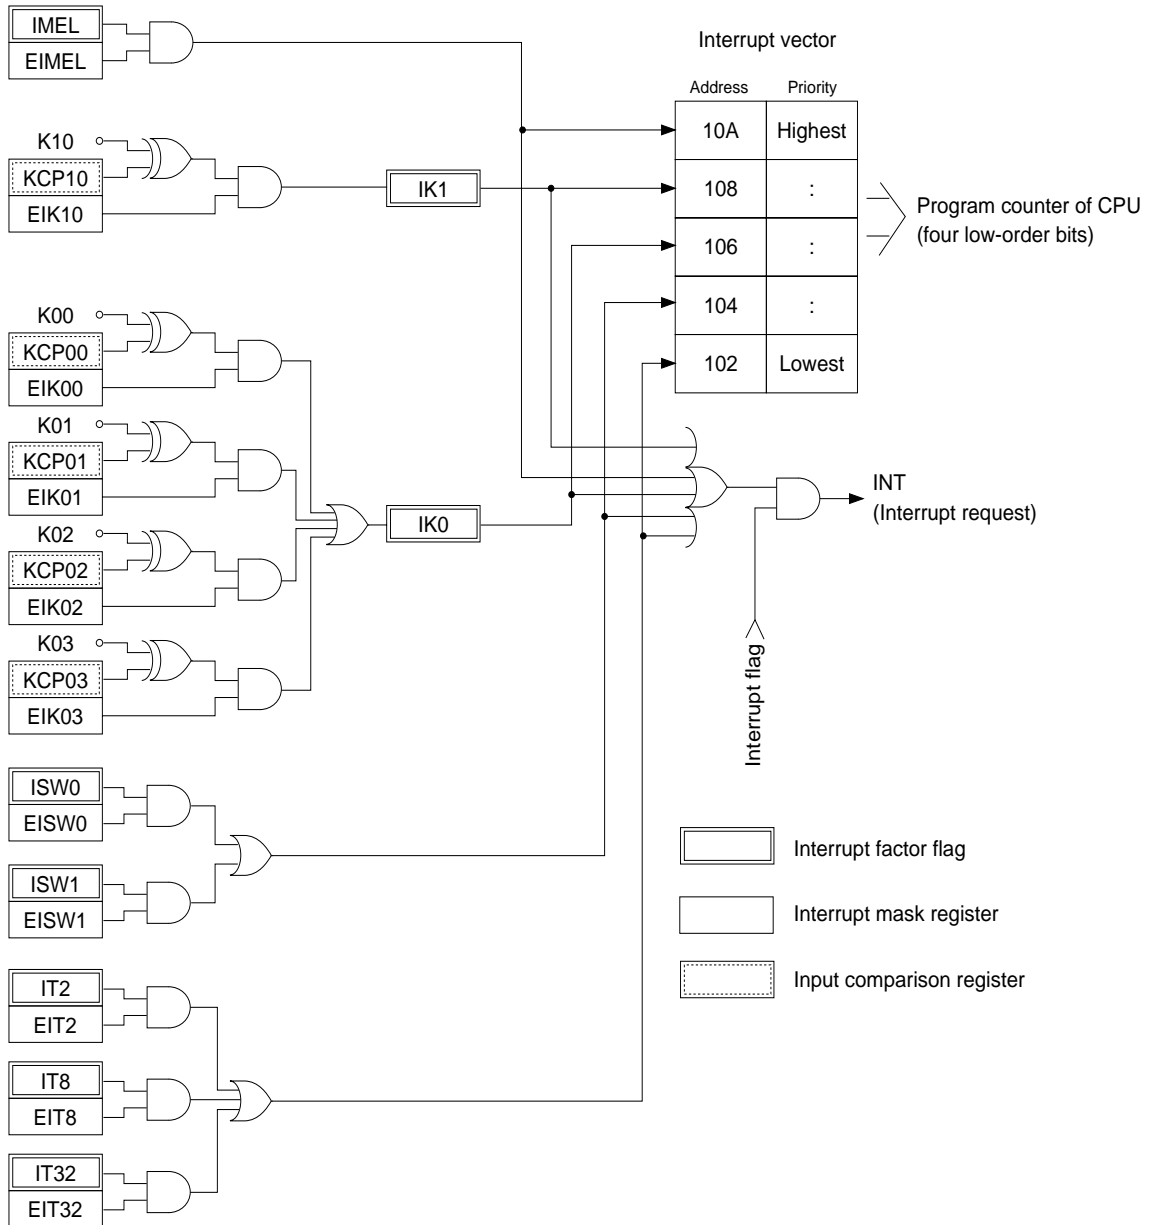 IMEL
EIMEL
Interrupt vector
Address Priority
10A Highest
108 :
106 :
104 :
102 Lowest
Program counter of CPU
(four low-order bits)
K10
KCP10
EIK10
IK1
K00
KCP00
EIK00
K01
KCP01
EIK01
K02
KCP02
EIK02
K03
KCP03
EIK03
IK0
INT
(Interrupt request)
Interrupt flag
ISW0
EISW0
ISW1
EISW1
IT2
EIT2
IT8
EIT8
IT32
EIT32
Interrupt factor flag
Interrupt mask register
Input comparison register